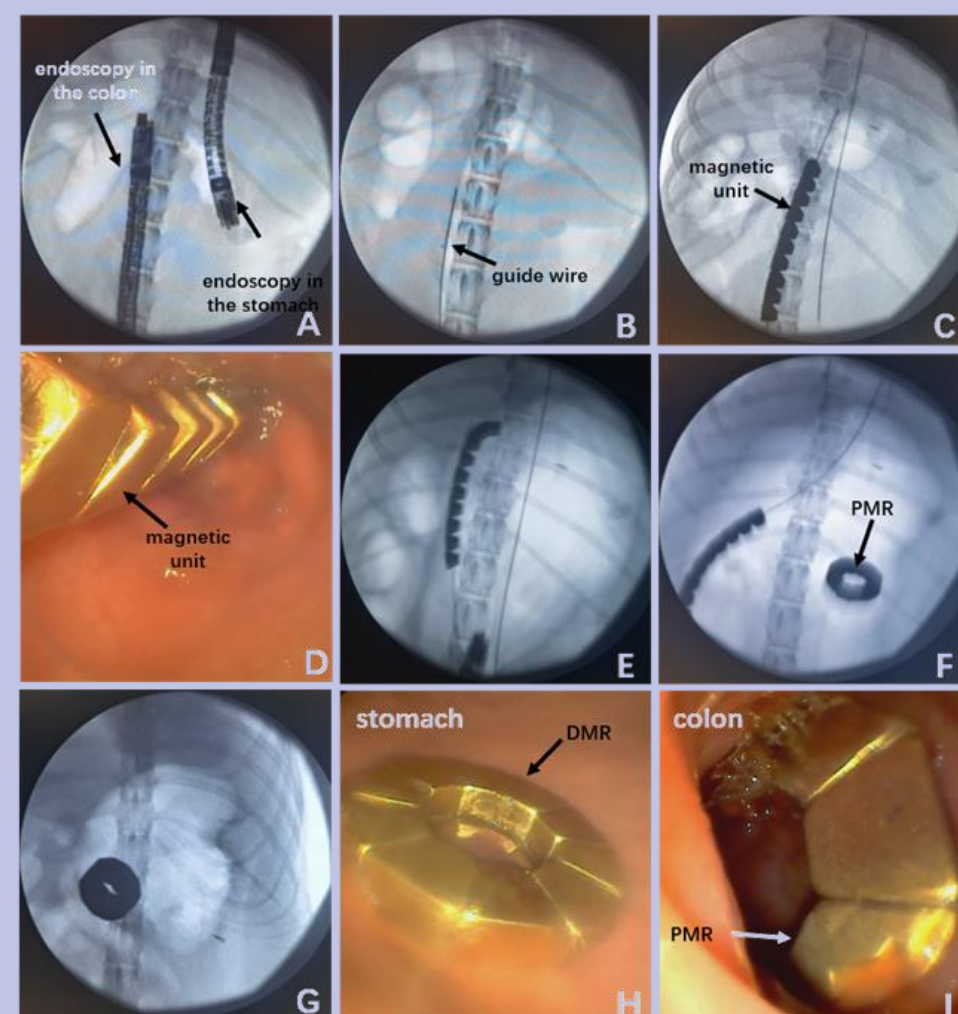 endoscopy in
the colon
endoscopy in
the stomach
A
guide wire
B
magnetic
unit
C
magnetic
unit
D
E
PMR
F
G
stomach
DMR
H
colon
PMR
I